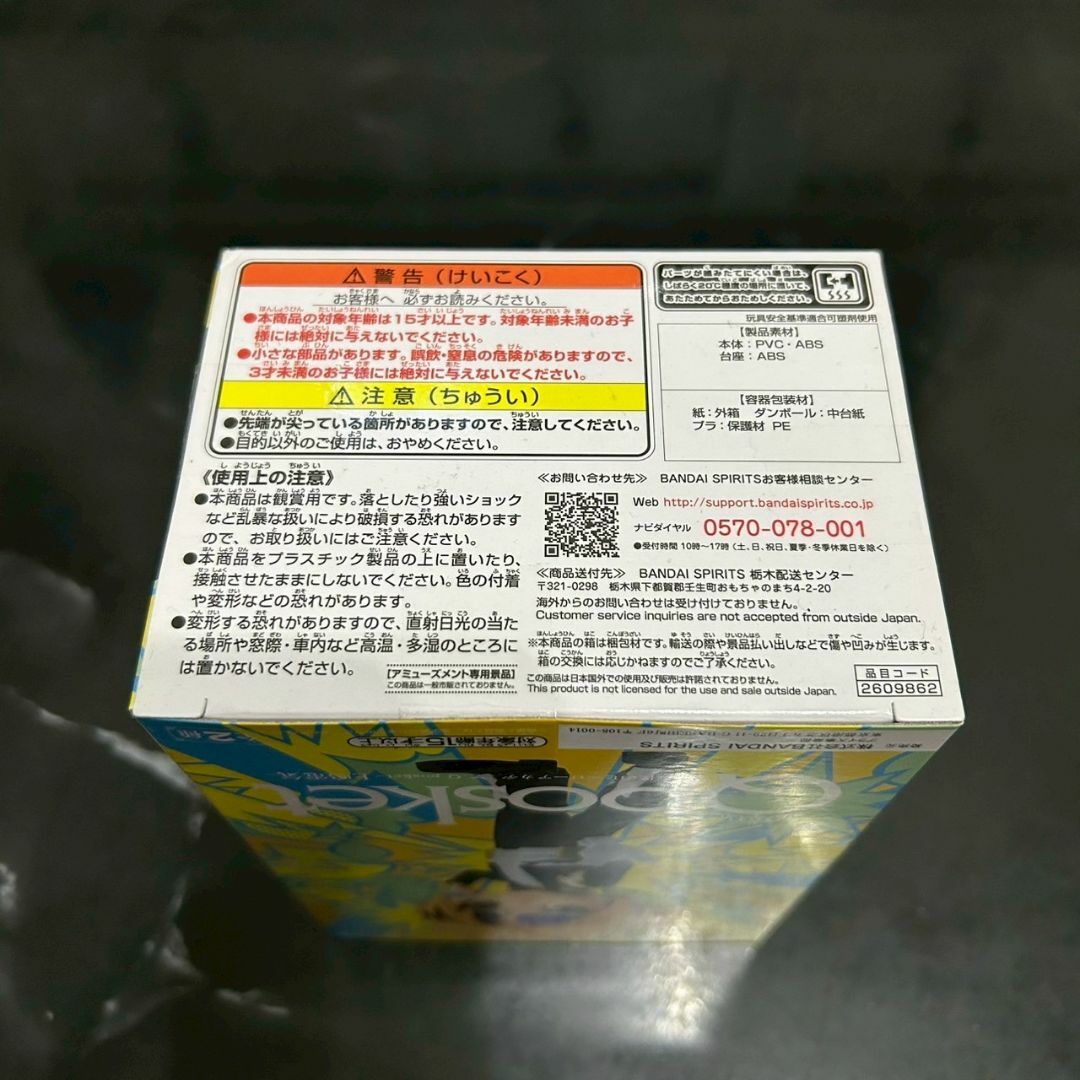 ⚠警告(けいこく)
お客様へ 必ずお読みください。
●本商品の対象年齢は15才以上です。対象年齢未満のお子
様には絶対に与えないでください。
●小さな部品があります。誤飲・窒息の危険がありますので、
3才未満のお子様には絶対に与えないでください。
⚠注意(ちゅうい)
●先端が尖っている箇所がありますので、注意してください。
●目的以外のご使用は、おやめください。
《使用上の注意》
●本商品は観賞用です。落としたり強いショック
など乱暴な扱いにより破損する恐れがあります
ので、お取り扱いにはご注意ください。
●本商品をプラスチック製品の上に置いたり、
接触させたままにしないでください。色の付着
や変形などの恐れがあります。
●変形する恐れがありますので、直射日光の当た
る場所や窓際・車内など高温・多湿のところに
は置かないでください。
【アミューズメント専用景品】
この商品は一般市販されておりません。
パーツが組みたてにくい場合は、
しばらく20℃程度の場所に置いて、
あたためてからおたのしみください。
玩具安全基準適合可塑剤使用
【製品素材】
本体:PVC・ABS
台座:ABS
【容器包装材】
紙:外箱 ダンボール:中台紙
プラ:保護材 PE
≪お問い合わせ先≫ BANDAI SPIRITSお客様相談センター
Web http://support.bandaispirits.co.jp
ナビダイヤル 0570-078-001
●受付時間 10時～17時(土、日、祝日、夏季・冬季休業日を除く)
≪商品送付先≫ BANDAI SPIRITS 栃木配送センター
〒321-0298 栃木県下都賀郡壬生町おもちゃのまち4-2-20
海外からのお問い合わせは受け付けておりません。
Customer service inquiries are not accepted from outside Japan.
※本商品の箱は梱包材です。輸送の際や景品払い出しなどで傷や凹みが生じます。
箱の交換には応じかねますのでご了承ください。
この商品は日本国外での使用及び販売は許諾されておりません。
This product is not licensed for the use and sale outside Japan.
品目コード
2609862
発売元 株式会社BANDAI SPIRITS
〒108-0014
対象年齢15才以上
全2種
Q posket